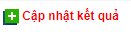 Cập nhật kết quả